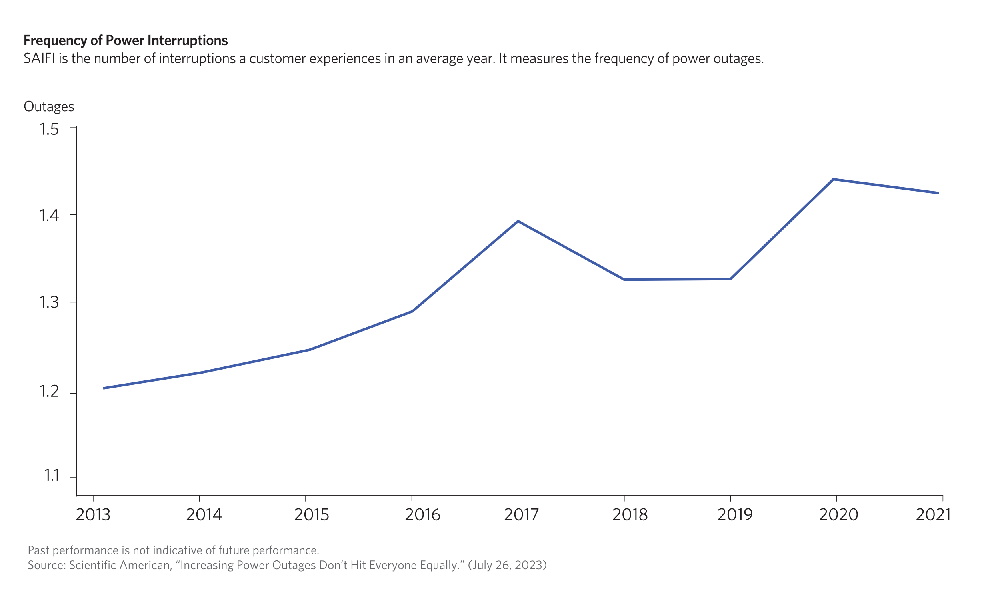 Frequency of Power Interruptions
SAIFI is the number of interruptions a customer experiences in an average year. It measures the frequency of power outages.
Outages
1.5
1.4
1.3
1.2
1.1
2013 2014 2015 2016 2017 2018 2019 2020 2021
Past performance is not indicative of future performance.
Source: Scientific American, “Increasing Power Outages Don’t Hit Everyone Equally.” (July 26, 2023)